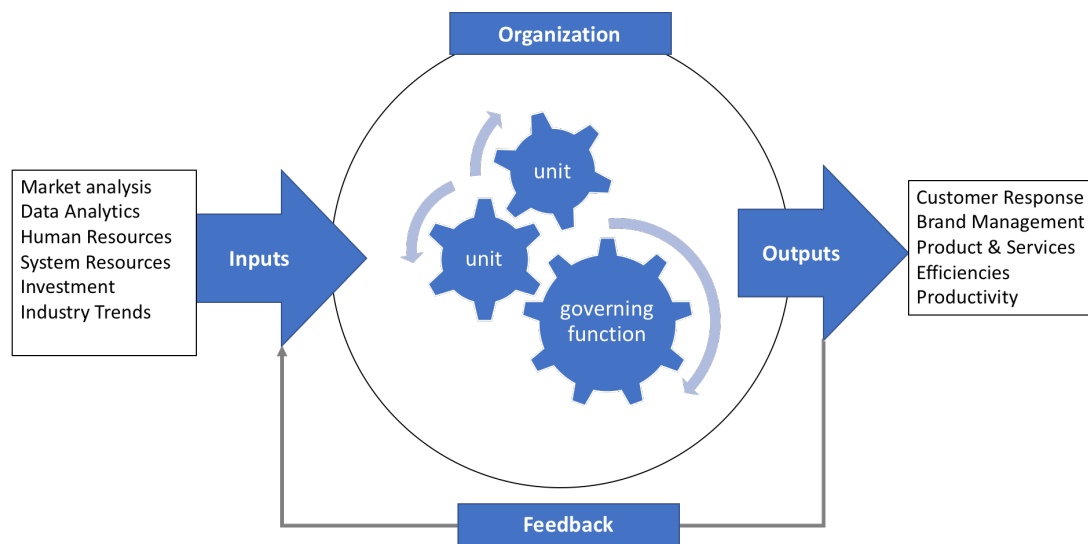 Organization
Market analysis
Data Analytics
Human Resources
System Resources
Investment
Industry Trends
Inputs
unit
unit
governing
function
Outputs
Customer Response
Brand Management
Product & Services
Efficiencies
Productivity
Feedback